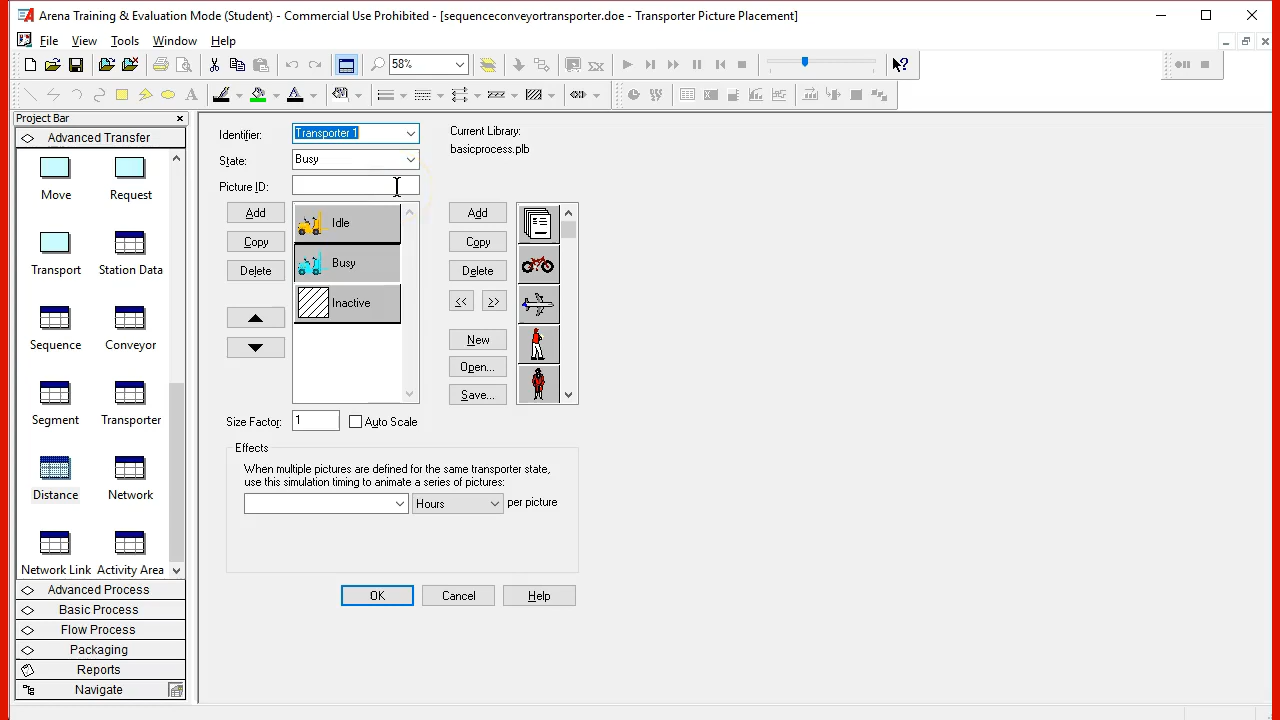 Arena Training & Evaluation Mode (Student) - Commercial Use Prohibited - [sequenceconveyortransporter.doe - Transporter Picture Placement]
File View Tools Window Help
58%
Project Bar
Advanced Transfer
Move Request
Transport Station Data
Sequence Conveyor
Segment Transporter
Distance Network
Network Link Activity Area
Advanced Process
Basic Process
Flow Process
Packaging
Reports
Navigate
Identifier: Transporter 1
State: Busy
Picture ID:
Add
Copy
Delete
Idle
Busy
Inactive
Current Library:
basicprocess.plb
Add
Copy
Delete
<< >>
New
Open...
Save...
Size Factor: 1 Auto Scale
Effects
When multiple pictures are defined for the same transporter state,
use this simulation timing to animate a series of pictures:
Hours per picture
OK Cancel Help